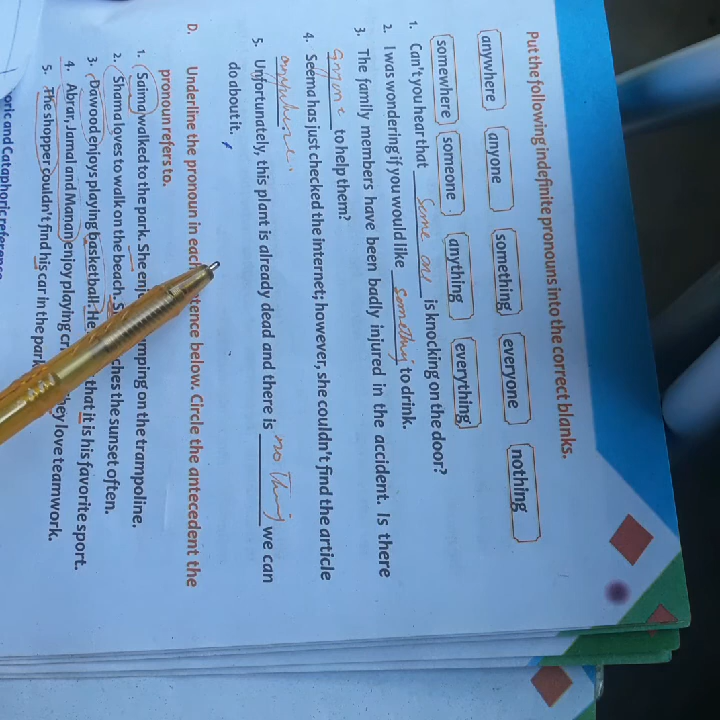 Put the following indefinite pronouns into the correct blanks.
anywhere anyone something everyone nothing
somewhere someone anything everything
1. Can't you hear that some one is knocking on the door?
2. I was wondering if you would like something to drink.
3. The family members have been badly injured in the accident. Is there
to help them?
4. Seema has just checked the internet; however, she couldn't find the article
5. Unfortunately, this plant is already dead and there is no thing we can
do about it.
D. Underline the pronoun in each sentence below. Circle the antecedent the
pronoun refers to.
1. Saima walked to the park. She on the trampoline.
2. Shama loves to walk on the beach. the sunset often.
3. Dawood enjoys playing basketball. He that it is his favorite sport.
4. Abrar, Jamal and Manan enjoy playing they love teamwork.
5. The shopper couldn't find his car in the
and Cataphoric reference